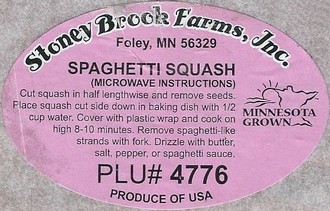 Stoney Brook Farms, Inc.
Foley, MN 56329
SPAGHETTI SQUASH
(MICROWAVE INSTRUCTIONS)
Cut squash in half lengthwise and remove seeds.
Place squash cut side down in baking dish with 1/2
cup water. Cover with plastic wrap and cook on
high 8-10 minutes. Remove spaghetti-like
strands with fork. Drizzle with butter,
salt, pepper, or spaghetti sauce.
MINNESOTA
GROWN
PLU# 4776
PRODUCE OF USA